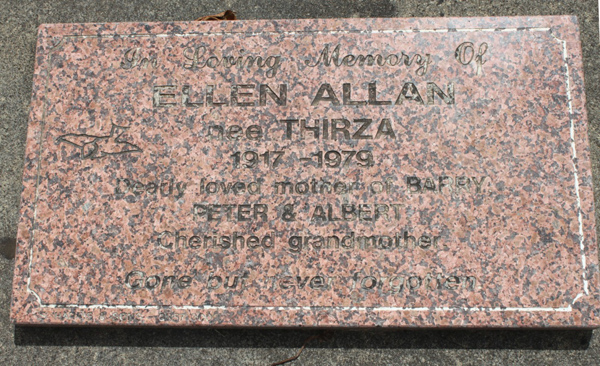 In Loving Memory Of
ELLEN ALLAN
nee THIRZA
1917 - 1979
Dearly loved mother of BARRY,
PETER & ALBERT
Cherished grandmother
Gone but never forgotten